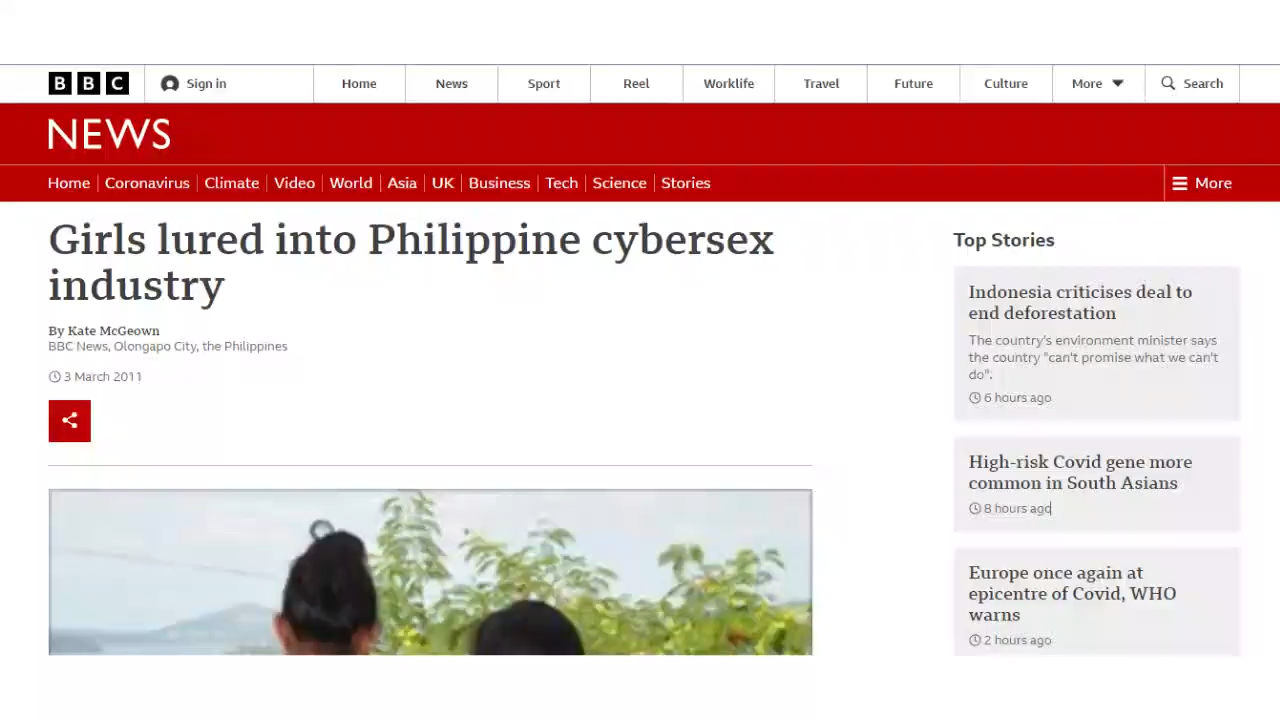 BBC Sign in Home News Sport Reel Worklife Travel Future Culture More Search
NEWS
Home Coronavirus Climate Video World Asia UK Business Tech Science Stories More
Girls lured into Philippine cybersex
industry
By Kate McGeown
BBC News, Olongapo City, the Philippines
3 March 2011
Top Stories
Indonesia criticises deal to
end deforestation
The country's environment minister says
the country "can't promise what we can't
do".
6 hours ago
High-risk Covid gene more
common in South Asians
8 hours ago
Europe once again at
epicentre of Covid, WHO
warns
2 hours ago